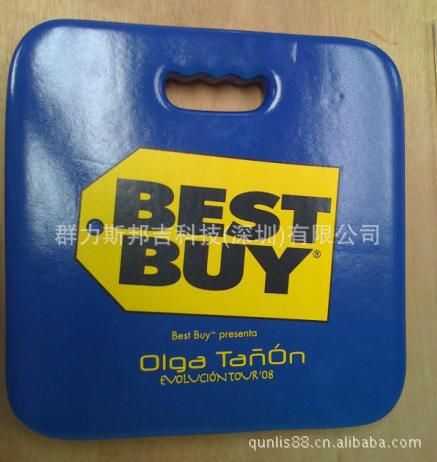 BEST
BUY®
群力斯邦吉科技(深圳)有限公司
Best Buy™ presenta
Olga TañÓn
EVOLUCIÓN TOUR '08
qunlis88.cn.alibaba.com